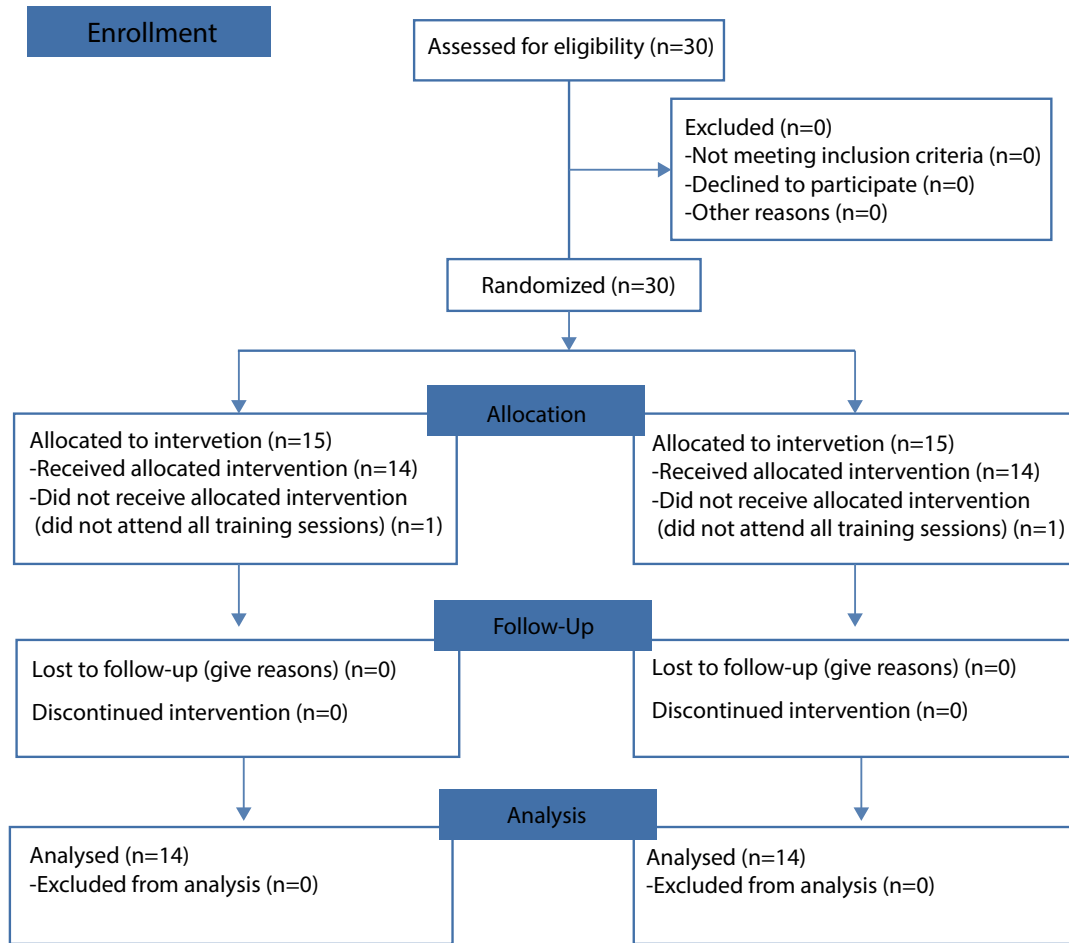 Enrollment
Assessed for eligibility (n=30)
Excluded (n=0)
-Not meeting inclusion criteria (n=0)
-Declined to participate (n=0)
-Other reasons (n=0)
Randomized (n=30)
Allocation
Allocated to intervetion (n=15)
-Received allocated intervention (n=14)
-Did not receive allocated intervention
(did not attend all training sessions) (n=1)
Allocated to intervetion (n=15)
-Received allocated intervention (n=14)
-Did not receive allocated intervention
(did not attend all training sessions) (n=1)
Follow-Up
Lost to follow-up (give reasons) (n=0)
Discontinued intervention (n=0)
Lost to follow-up (give reasons) (n=0)
Discontinued intervention (n=0)
Analysis
Analysed (n=14)
-Excluded from analysis (n=0)
Analysed (n=14)
-Excluded from analysis (n=0)